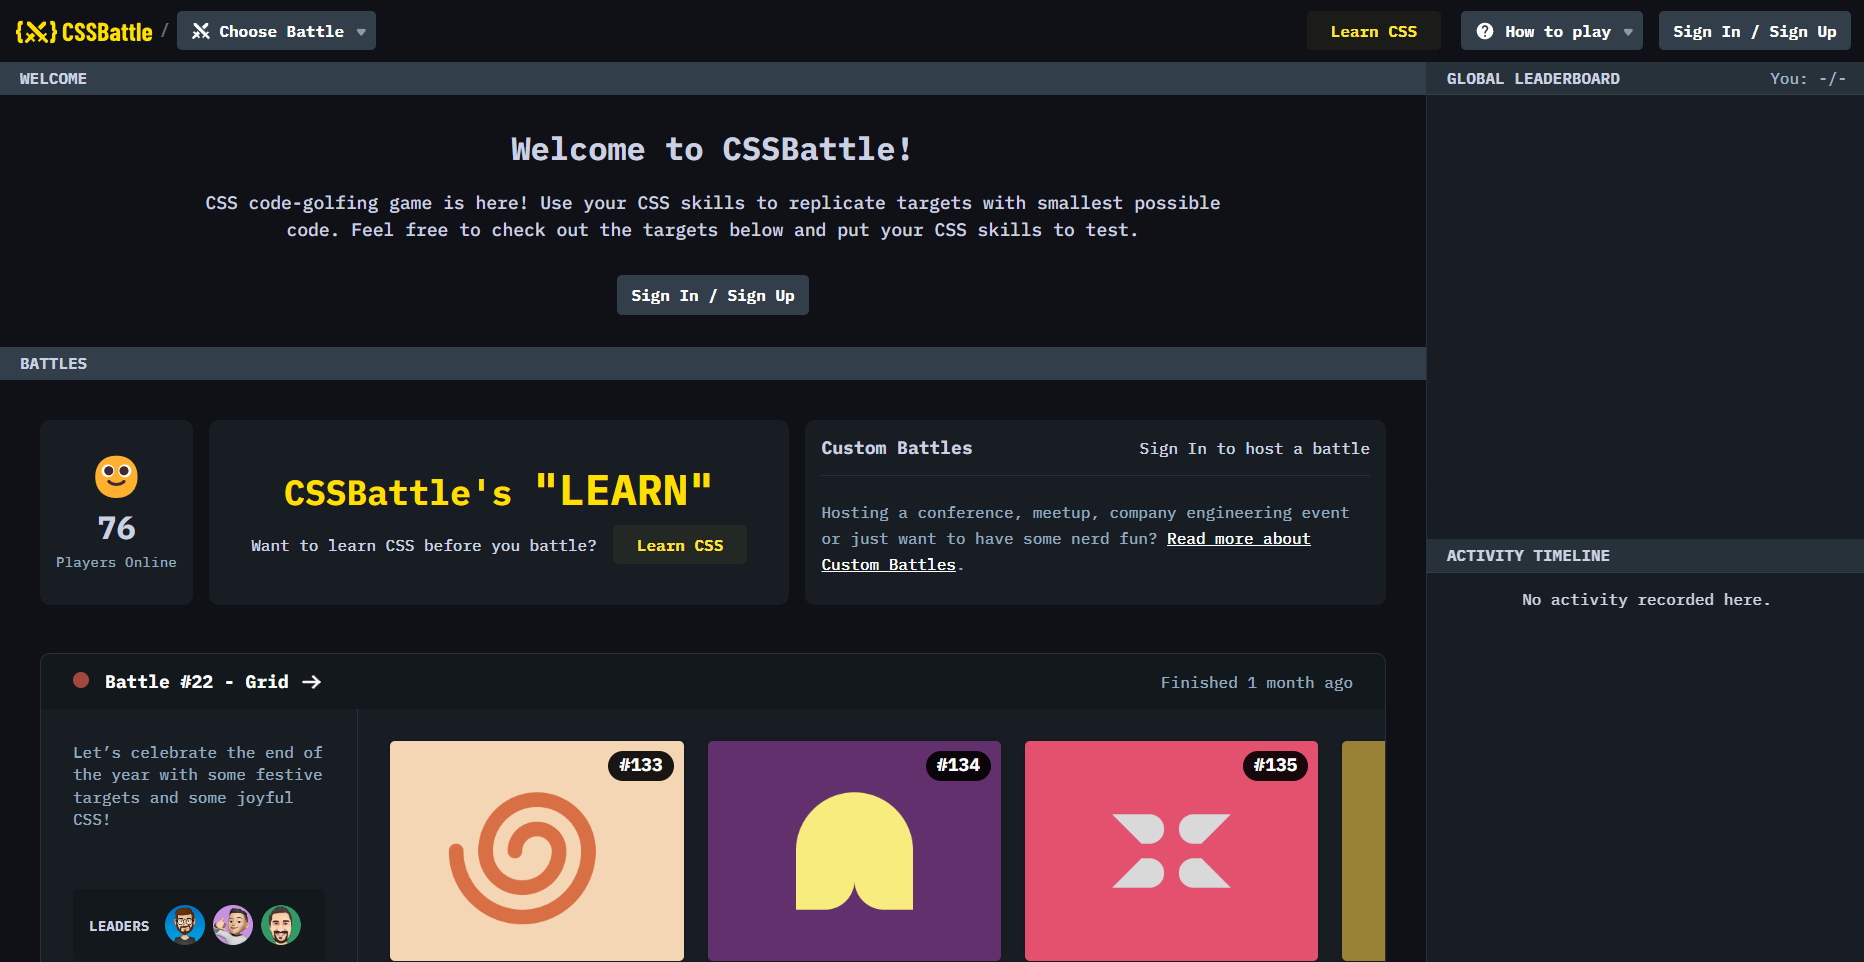 {X} CSSBattle / Choose Battle
Learn CSS
How to play
Sign In / Sign Up
WELCOME
Welcome to CSSBattle!
CSS code-golfing game is here! Use your CSS skills to replicate targets with smallest possible
code. Feel free to check out the targets below and put your CSS skills to test.
Sign In / Sign Up
BATTLES
76
Players Online
CSSBattle's "LEARN"
Want to learn CSS before you battle?
Learn CSS
Custom Battles
Sign In to host a battle
Hosting a conference, meetup, company engineering event
or just want to have some nerd fun? Read more about
Custom Battles.
Battle #22 - Grid →
Finished 1 month ago
Let’s celebrate the end of
the year with some festive
targets and some joyful
CSS!
LEADERS
#133
#134
#135
GLOBAL LEADERBOARD
You: -/-
ACTIVITY TIMELINE
No activity recorded here.